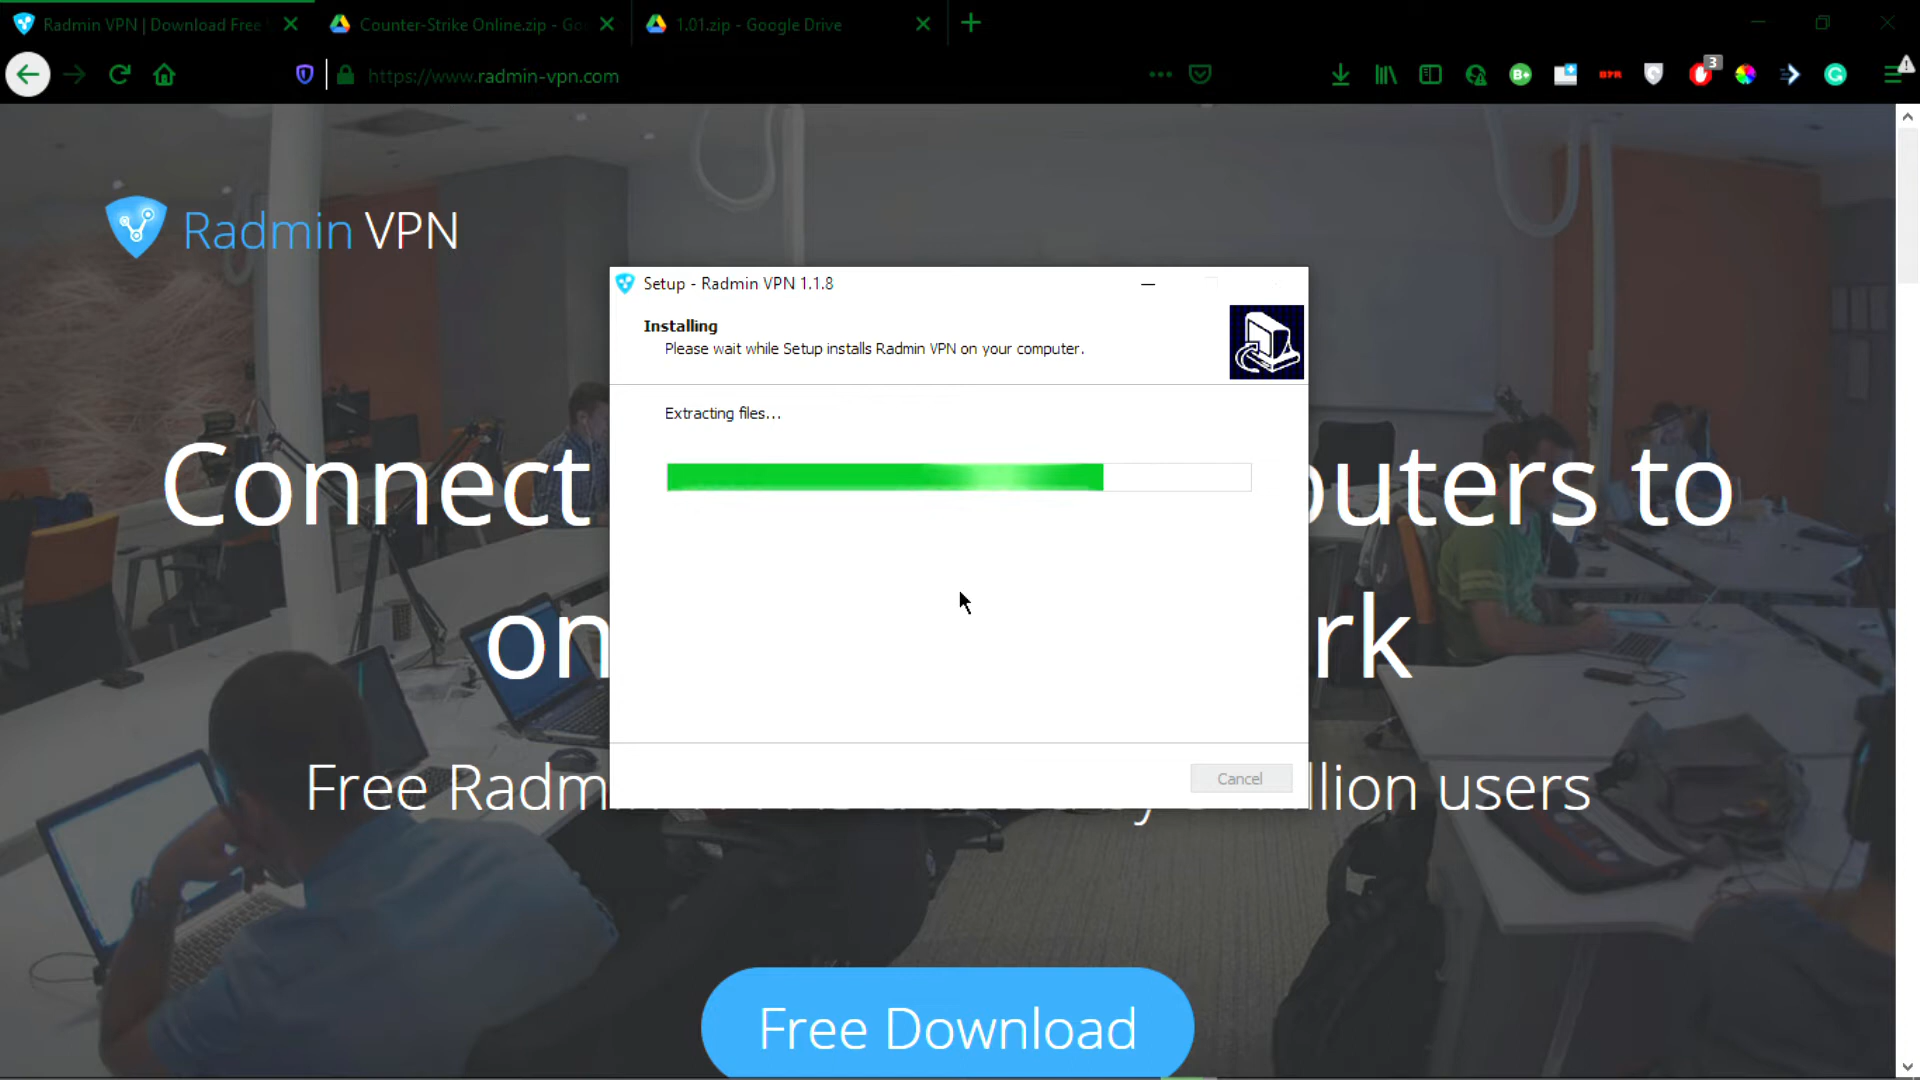 Radmin VPN | Download Free
Counter-Strike Online.zip - Go
1.01.zip - Google Drive
https://www.radmin-vpn.com
B+
3
Radmin VPN
Setup - Radmin VPN 1.1.8
Installing
Please wait while Setup installs Radmin VPN on your computer.
Extracting files...
Connect outers to
on rk
Free Radm llion users
Cancel
Free Download